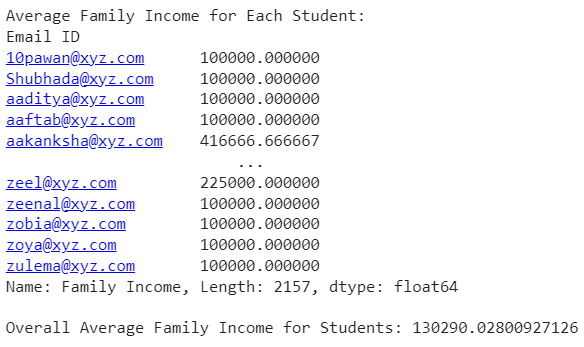 Average Family Income for Each Student:
Email ID
10pawan@xyz.com 100000.000000
Shubhada@xyz.com 100000.000000
aaditya@xyz.com 100000.000000
aaftab@xyz.com 100000.000000
aakanksha@xyz.com 416666.666667
...
zeel@xyz.com 225000.000000
zeenal@xyz.com 100000.000000
zobia@xyz.com 100000.000000
zoya@xyz.com 100000.000000
zulema@xyz.com 100000.000000
Name: Family Income, Length: 2157, dtype: float64
Overall Average Family Income for Students: 130290.02800927126